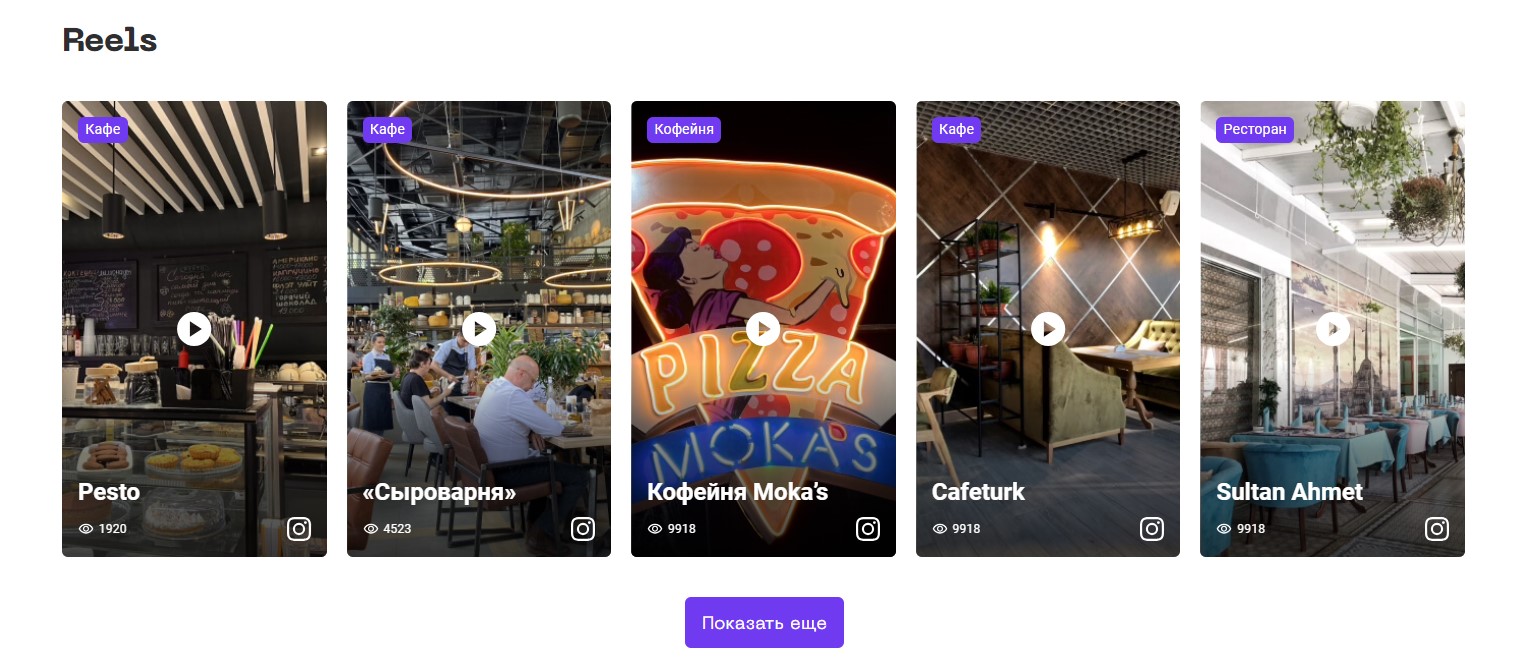 Reels
Кафе
Pesto
1920
Кафе
«Сыроварня»
4523
Кофейня
PIZZA
MOKA'S
Кофейня Moka’s
9918
Кафе
Cafeturk
9918
Ресторан
Sultan Ahmet
9918
Показать еще